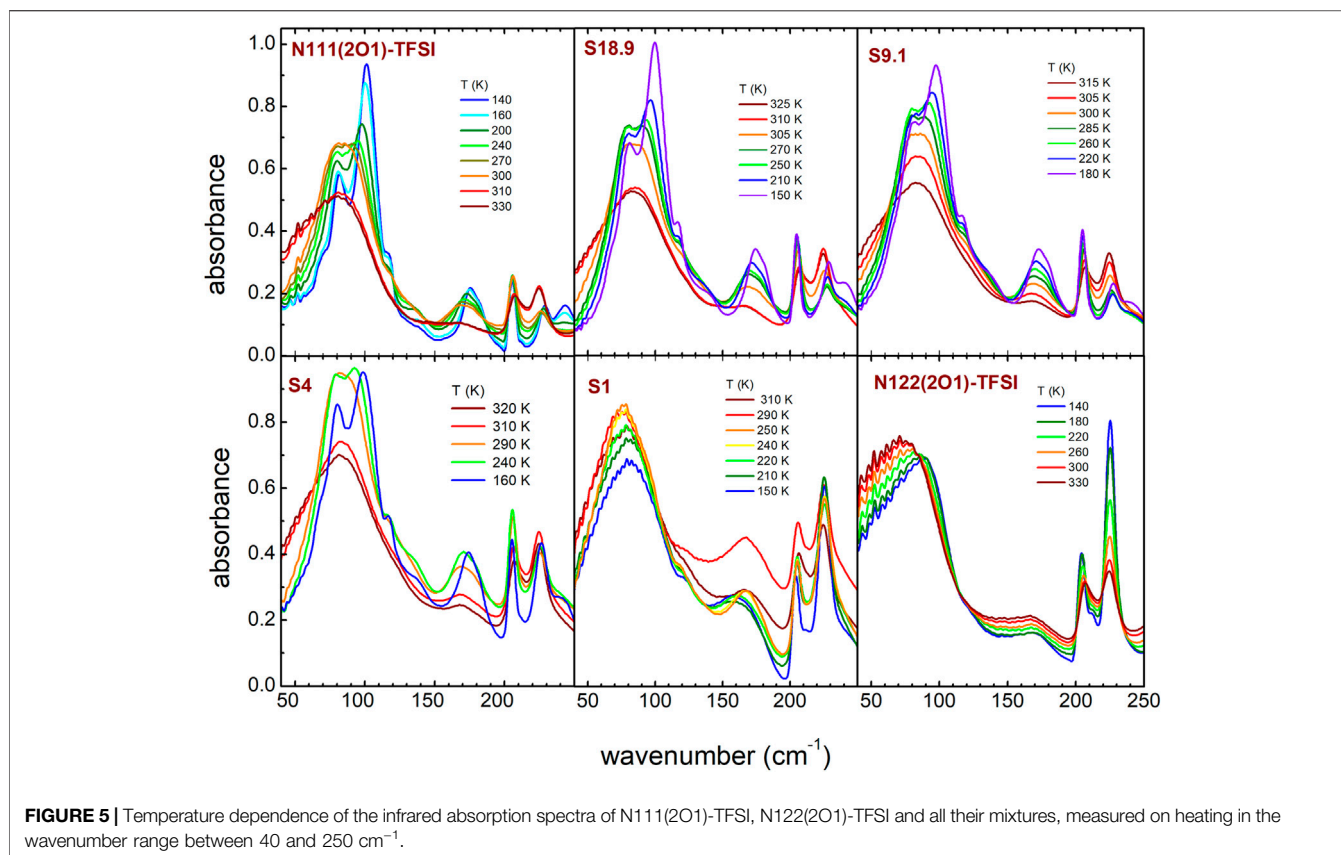 N111(2O1)-TFSI
T (K)
140
160
200
240
270
300
310
330
S18.9
T (K)
325 K
310 K
305 K
270 K
250 K
210 K
150 K
S9.1
T (K)
315 K
305 K
300 K
285 K
260 K
220 K
180 K
absorbance
1.0
0.8
0.6
0.4
0.2
0.0
S4
T (K)
320 K
310 K
290 K
240 K
160 K
S1
T (K)
310 K
290 K
250 K
240 K
220 K
210 K
150 K
N122(2O1)-TFSI
T (K)
140
180
220
260
300
330
absorbance
0.8
0.6
0.4
0.2
0.0
50 100 150 200 50 100 150 200 50 100 150 200 250
wavenumber (cm⁻¹)
FIGURE 5 | Temperature dependence of the infrared absorption spectra of N111(2O1)-TFSI, N122(2O1)-TFSI and all their mixtures, measured on heating in the
wavenumber range between 40 and 250 cm⁻¹.